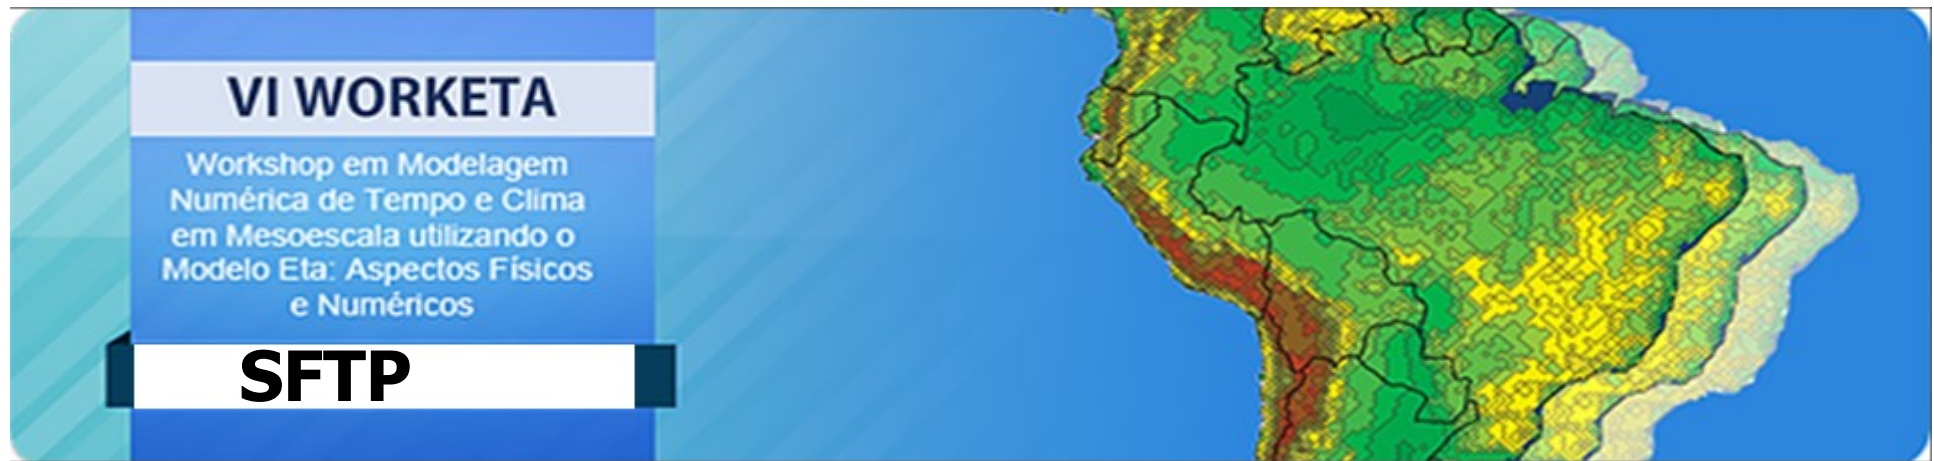 VI WORKETA
Workshop em Modelagem
Numérica de Tempo e Clima
em Mesoescala utilizando o
Modelo Eta: Aspectos Físicos
e Numéricos
SFTP